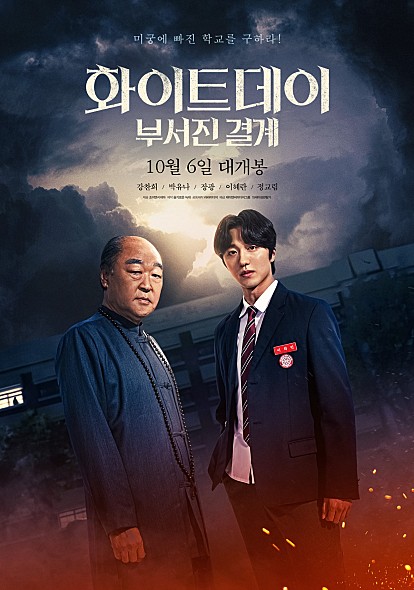 미궁에 빠진 학교를 구하라!
화이트데이
부서진 결계
10월 6일 대개봉
강찬희 / 박유나 / 장광 / 이혜란 / 정교림